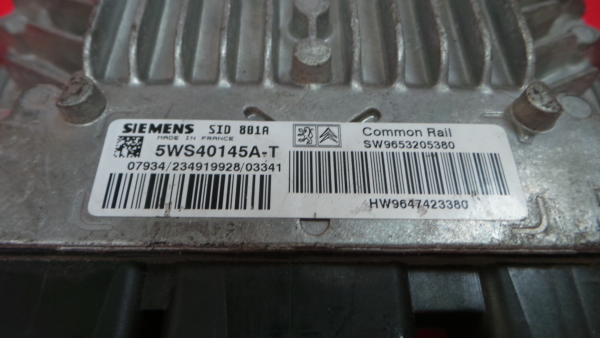 SIEMENS SID 801A
MADE IN FRANCE
5WS40145A-T
07934/234919928/03341
Common Rail
SW9653205380
HW9647423380